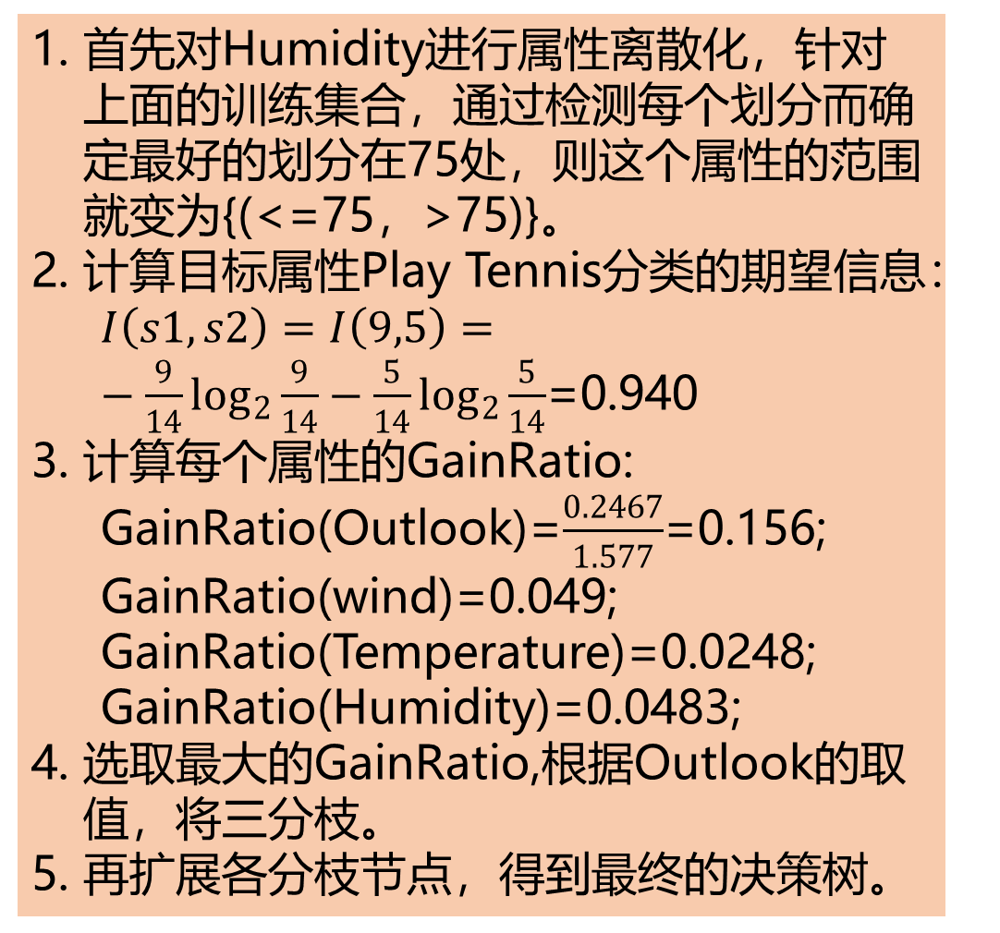 1. 首先对Humidity进行属性离散化，针对
上面的训练集合，通过检测每个划分而确
定最好的划分在75处，则这个属性的范围
就变为{(<=75，>75)}。
2. 计算目标属性Play Tennis分类的期望信息：
I(s1, s2) = I(9,5) =
− 9/14 log₂ 9/14 − 5/14 log₂ 5/14=0.940
3. 计算每个属性的GainRatio:
GainRatio(Outlook)=0.2467/1.577=0.156;
GainRatio(wind)=0.049;
GainRatio(Temperature)=0.0248;
GainRatio(Humidity)=0.0483;
4. 选取最大的GainRatio,根据Outlook的取
值，将三分枝。
5. 再扩展各分枝节点，得到最终的决策树。